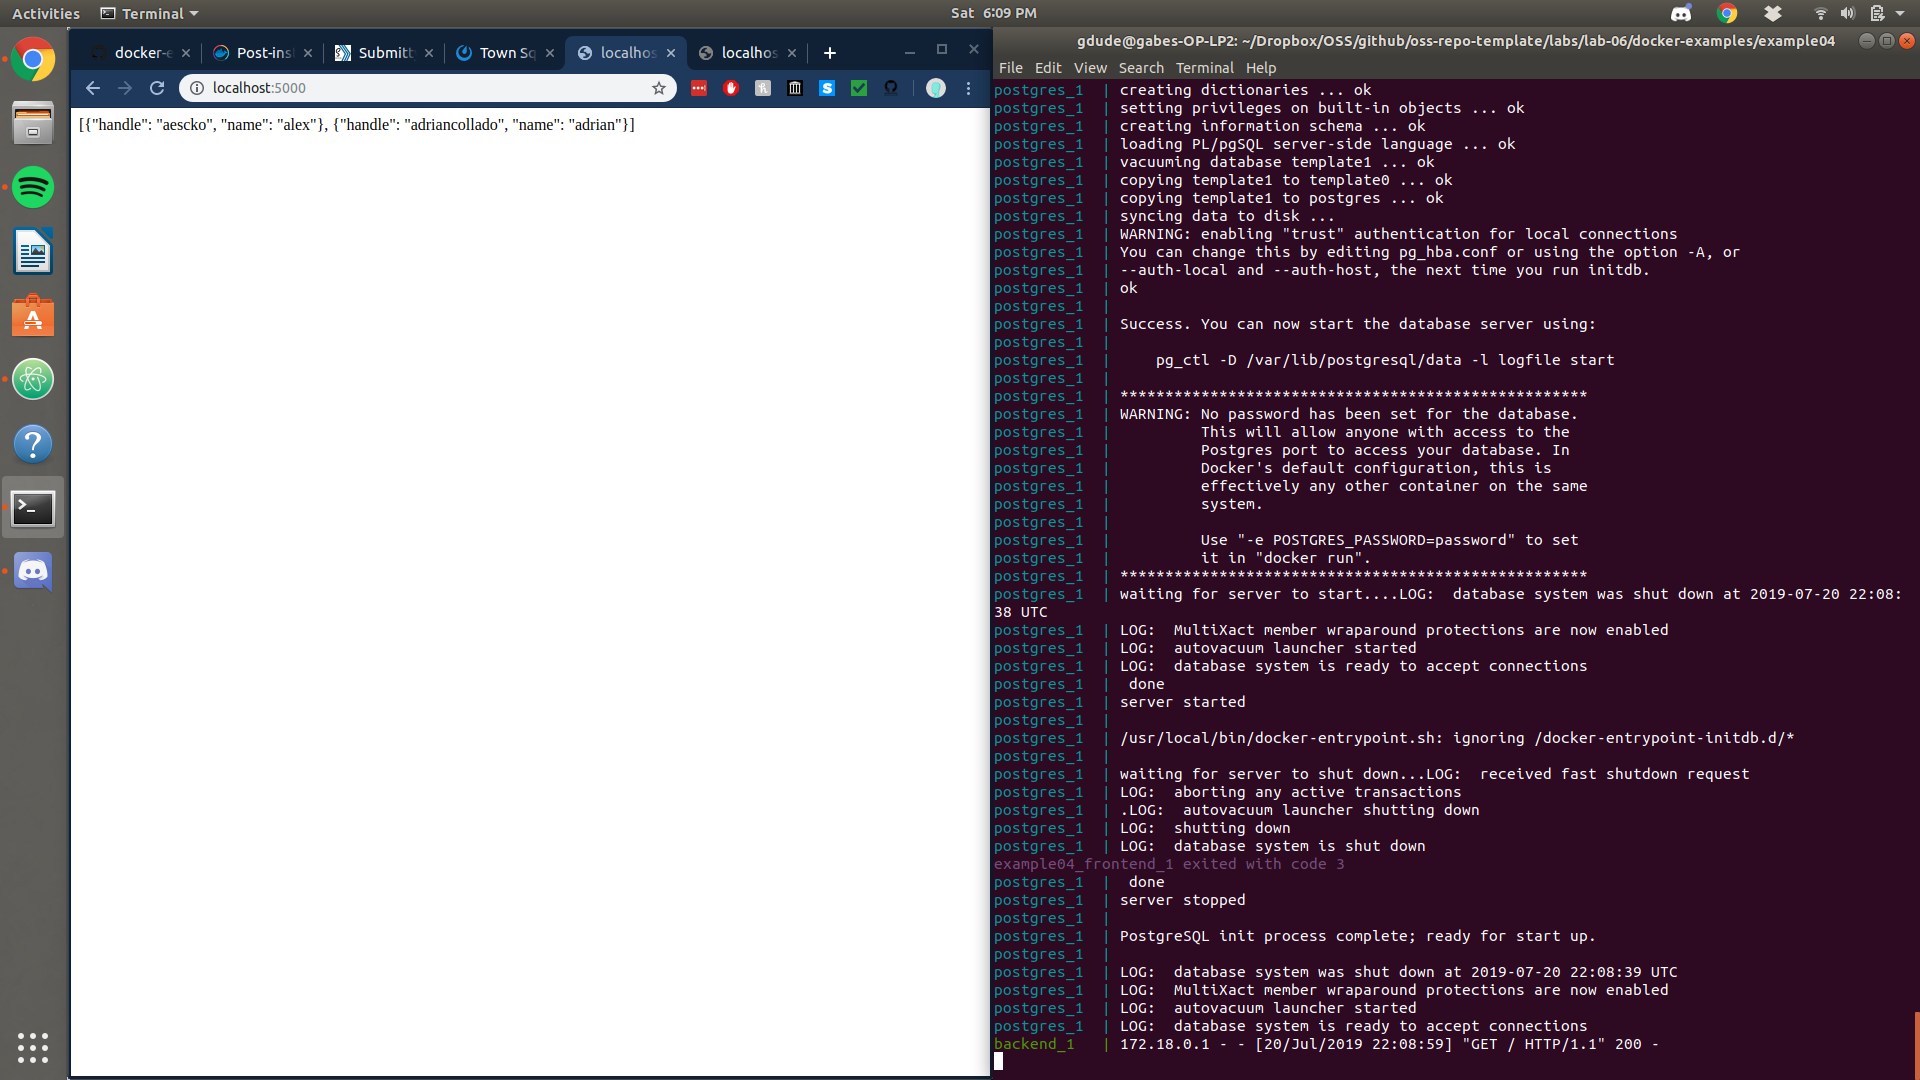 Activities Terminal Sat 6:09 PM
docker-e Post-inst Submitty Town Sq localhos localhos
localhost:5000
[{"handle": "aescko", "name": "alex"}, {"handle": "adriancollado", "name": "adrian"}]
gdude@gabes-OP-LP2: ~/Dropbox/OSS/github/oss-repo-template/labs/lab-06/docker-examples/example04
File Edit View Search Terminal Help
postgres_1 | creating dictionaries ... ok
postgres_1 | setting privileges on built-in objects ... ok
postgres_1 | creating information schema ... ok
postgres_1 | loading PL/pgSQL server-side language ... ok
postgres_1 | vacuuming database template1 ... ok
postgres_1 | copying template1 to template0 ... ok
postgres_1 | copying template1 to postgres ... ok
postgres_1 | syncing data to disk ...
postgres_1 | WARNING: enabling "trust" authentication for local connections
postgres_1 | You can change this by editing pg_hba.conf or using the option -A, or
postgres_1 | --auth-local and --auth-host, the next time you run initdb.
postgres_1 | ok
postgres_1 |
postgres_1 | Success. You can now start the database server using:
postgres_1 |
postgres_1 |     pg_ctl -D /var/lib/postgresql/data -l logfile start
postgres_1 |
postgres_1 | ****************************************************
postgres_1 | WARNING: No password has been set for the database.
postgres_1 |          This will allow anyone with access to the
postgres_1 |          Postgres port to access your database. In
postgres_1 |          Docker's default configuration, this is
postgres_1 |          effectively any other container on the same
postgres_1 |          system.
postgres_1 |
postgres_1 |          Use "-e POSTGRES_PASSWORD=password" to set
postgres_1 |          it in "docker run".
postgres_1 | ****************************************************
postgres_1 | waiting for server to start....LOG:  database system was shut down at 2019-07-20 22:08:
38 UTC
postgres_1 | LOG:  MultiXact member wraparound protections are now enabled
postgres_1 | LOG:  autovacuum launcher started
postgres_1 | LOG:  database system is ready to accept connections
postgres_1 |  done
postgres_1 | server started
postgres_1 |
postgres_1 | /usr/local/bin/docker-entrypoint.sh: ignoring /docker-entrypoint-initdb.d/*
postgres_1 |
postgres_1 | waiting for server to shut down...LOG:  received fast shutdown request
postgres_1 | LOG:  aborting any active transactions
postgres_1 | .LOG:  autovacuum launcher shutting down
postgres_1 | LOG:  shutting down
postgres_1 | LOG:  database system is shut down
example04_frontend_1 exited with code 3
postgres_1 |  done
postgres_1 | server stopped
postgres_1 |
postgres_1 | PostgreSQL init process complete; ready for start up.
postgres_1 |
postgres_1 | LOG:  database system was shut down at 2019-07-20 22:08:39 UTC
postgres_1 | LOG:  MultiXact member wraparound protections are now enabled
postgres_1 | LOG:  autovacuum launcher started
postgres_1 | LOG:  database system is ready to accept connections
backend_1 | 172.18.0.1 - - [20/Jul/2019 22:08:59] "GET / HTTP/1.1" 200 -